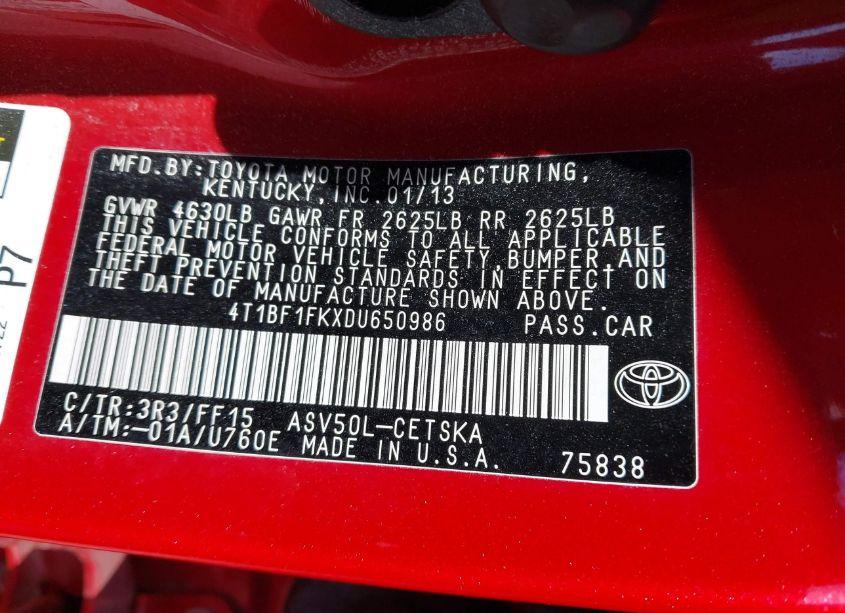 MFD.BY:TOYOTA MOTOR MANUFACTURING,
KENTUCKY,INC.01/13
GVWR 4630LB GAWR FR 2625LB RR 2625LB
THIS VEHICLE CONFORMS TO ALL APPLICABLE
FEDERAL MOTOR VEHICLE SAFETY,BUMPER,AND
THEFT PREVENTION STANDARDS IN EFFECT ON
THE DATE OF MANUFACTURE SHOWN ABOVE.
4T1BF1FKXDU650986 PASS.CAR
C/TR:3R3/FF15 ASV50L-CETSKA
A/TM:-01A/U760E MADE IN U.S.A. 75838
P7